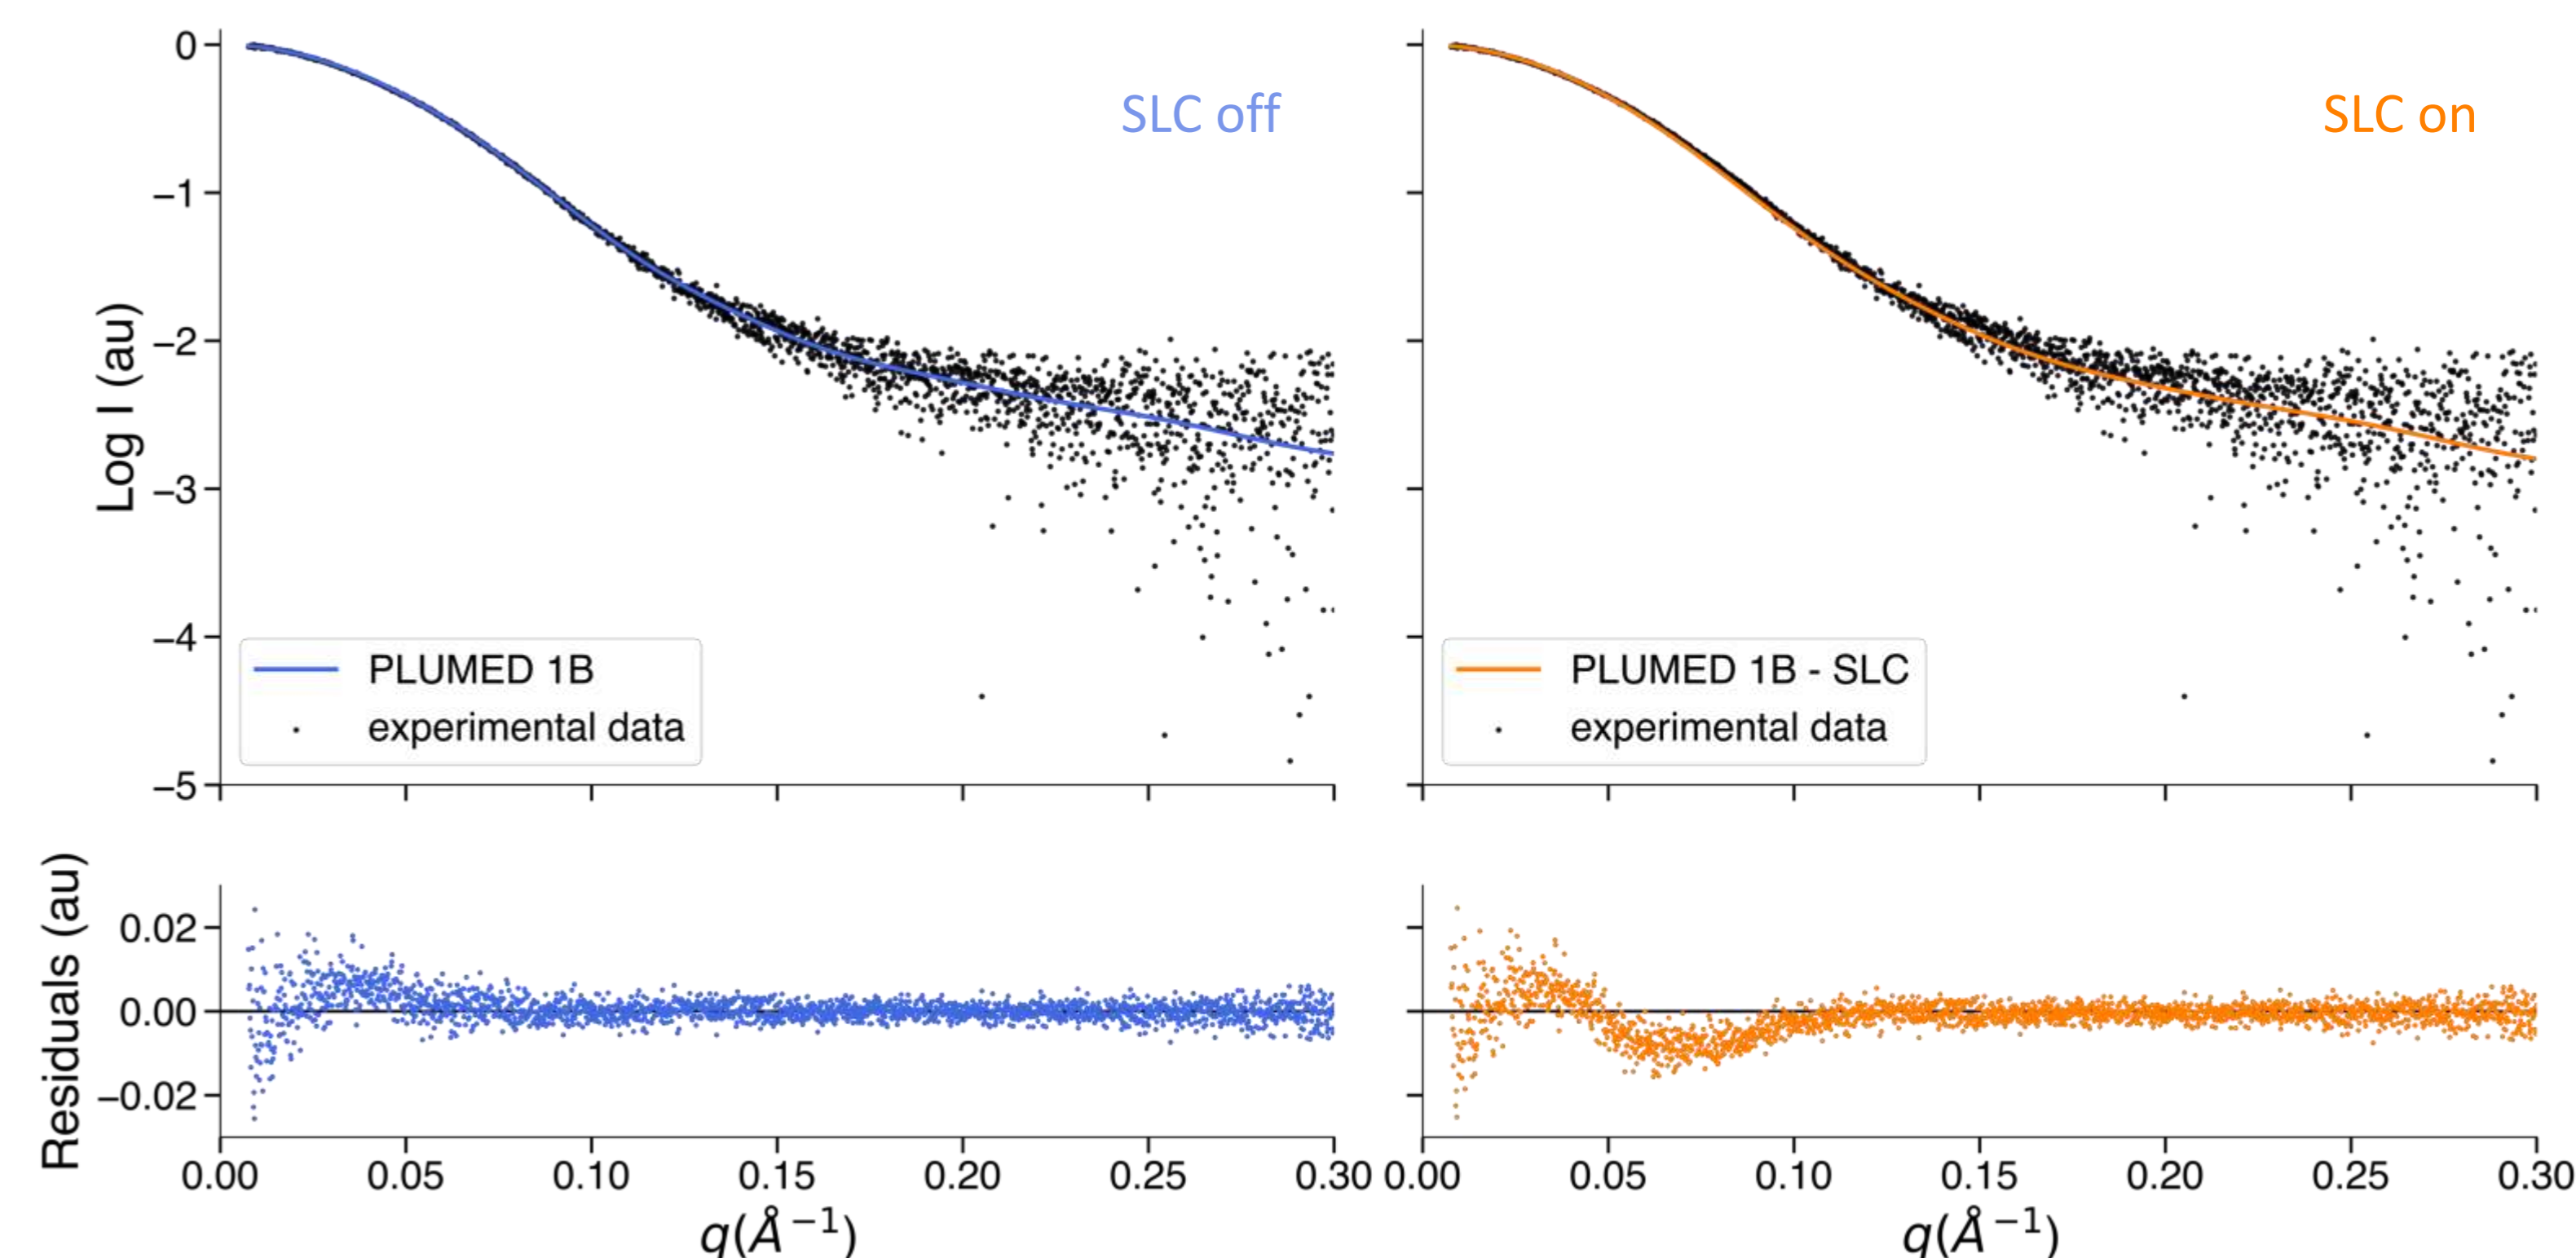 SLC off
SLC on
Log I (au)
0
−1
−2
−3
−4
−5
PLUMED 1B
experimental data
PLUMED 1B - SLC
experimental data
Residuals (au)
0.02
0.00
−0.02
0.00 0.05 0.10 0.15 0.20 0.25 0.30
0.00 0.05 0.10 0.15 0.20 0.25 0.30
q(Å⁻¹)
q(Å⁻¹)